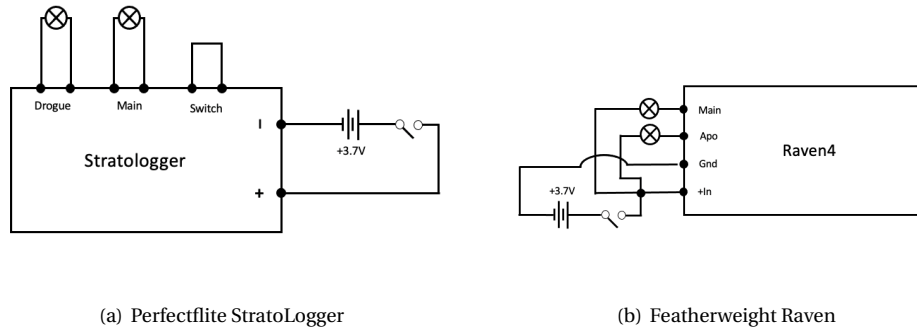 Drogue
Main
Switch
+3.7V
Stratologger
+
Main
Apo
Gnd
+In
+3.7V
Raven4
(a) Perfectflite StratoLogger
(b) Featherweight Raven